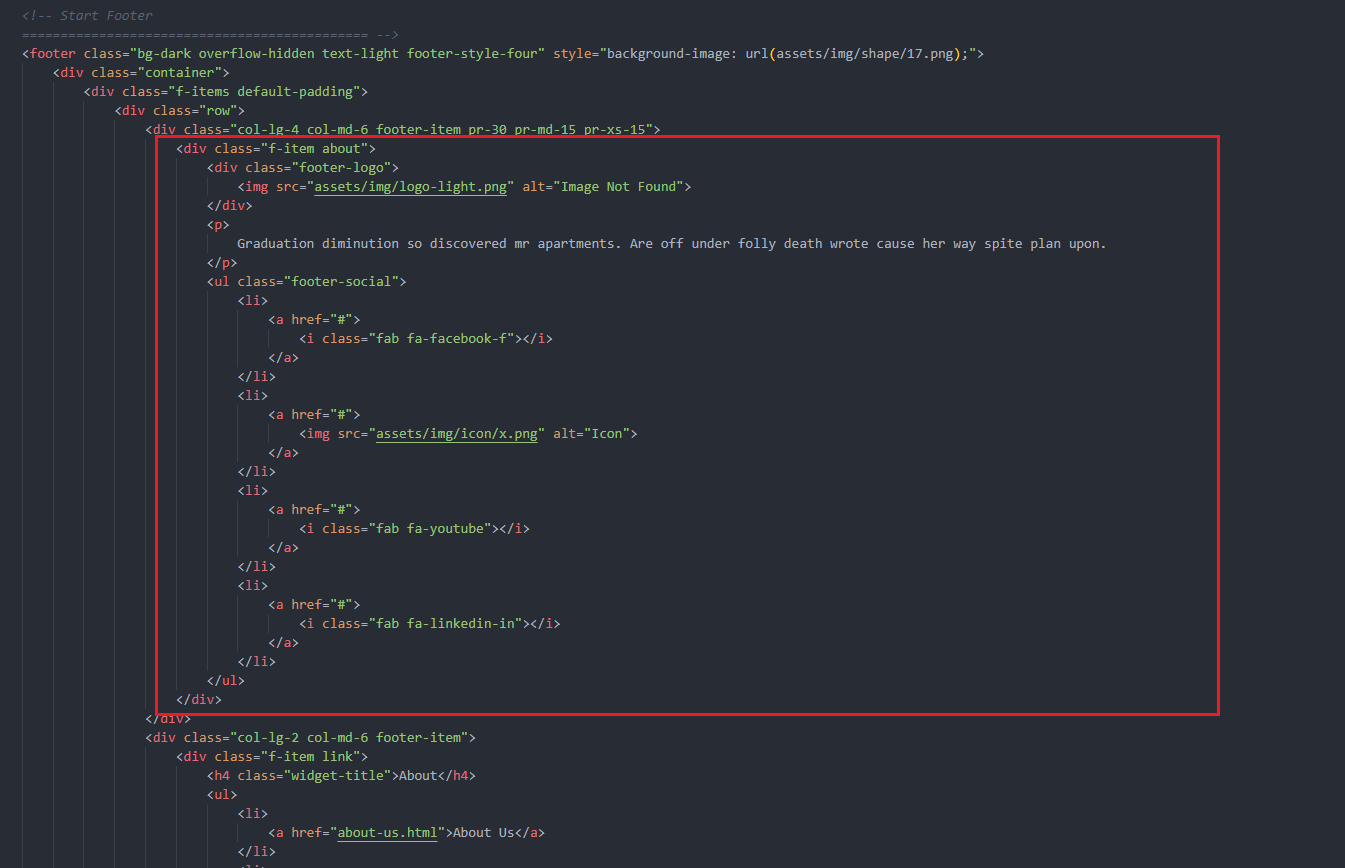 <!-- Start Footer
============================================= -->
<footer class="bg-dark overflow-hidden text-light footer-style-four" style="background-image: url(assets/img/shape/17.png);">
<div class="container">
<div class="f-items default-padding">
<div class="row">
<div class="col-lg-4 col-md-6 footer-item pr-30 pr-md-15 pr-xs-15">
<div class="f-item about">
<div class="footer-logo">
<img src="assets/img/logo-light.png" alt="Image Not Found">
</div>
<p>
Graduation diminution so discovered mr apartments. Are off under folly death wrote cause her way spite plan upon.
</p>
<ul class="footer-social">
<li>
<a href="#">
<i class="fab fa-facebook-f"></i>
</a>
</li>
<li>
<a href="#">
<img src="assets/img/icon/x.png" alt="Icon">
</a>
</li>
<li>
<a href="#">
<i class="fab fa-youtube"></i>
</a>
</li>
<li>
<a href="#">
<i class="fab fa-linkedin-in"></i>
</a>
</li>
</ul>
</div>
</div>
<div class="col-lg-2 col-md-6 footer-item">
<div class="f-item link">
<h4 class="widget-title">About</h4>
<ul>
<li>
<a href="about-us.html">About Us</a>
</li>